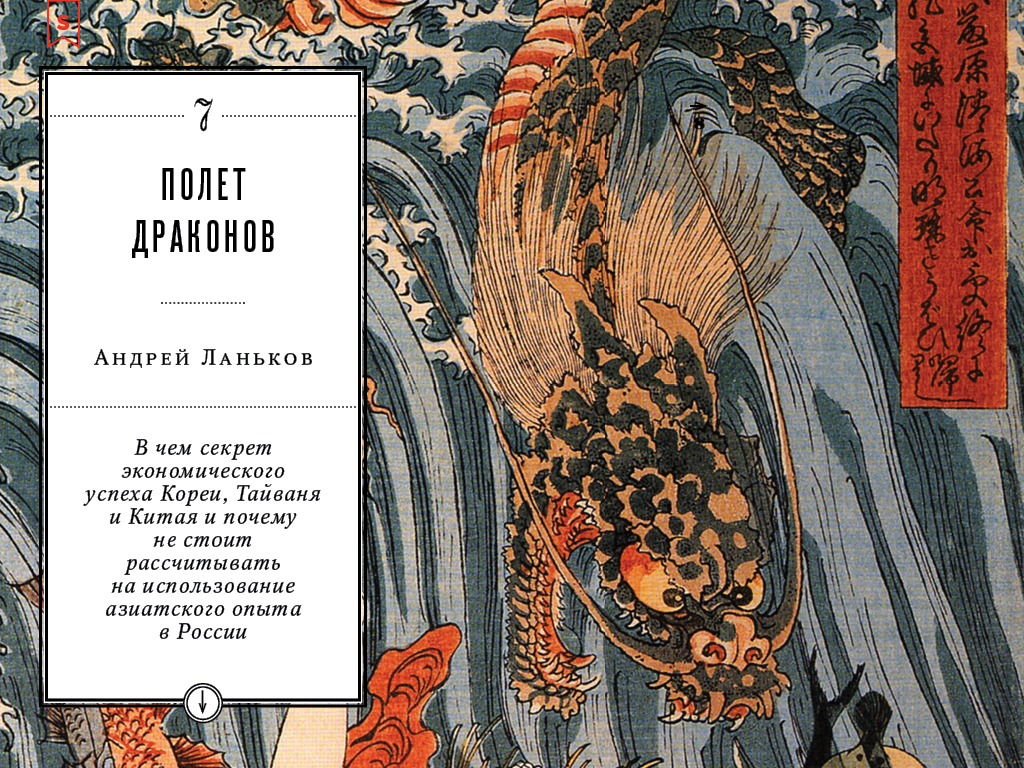 S
7
ПОЛЕТ
ДРАКОНОВ
Андрей Ланьков
В чем секрет
экономического
успеха Кореи, Тайваня
и Китая и почему
не стоит
рассчитывать
на использование
азиатского опыта
в России